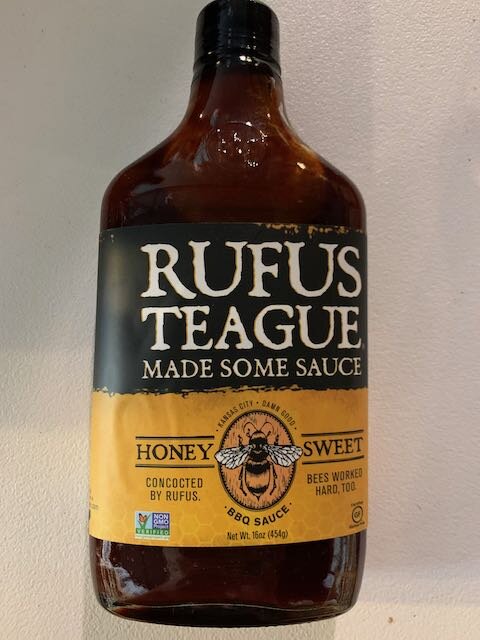 RUFUS
TEAGUE
MADE SOME SAUCE
KANSAS CITY • DAMN GOOD
HONEY SWEET
CONCOCTED
BY RUFUS.
BEES WORKED
HARD, TOO.
• BBQ SAUCE •
NON
GMO
Project
VERIFIED
GF
Net Wt. 16oz (454g)